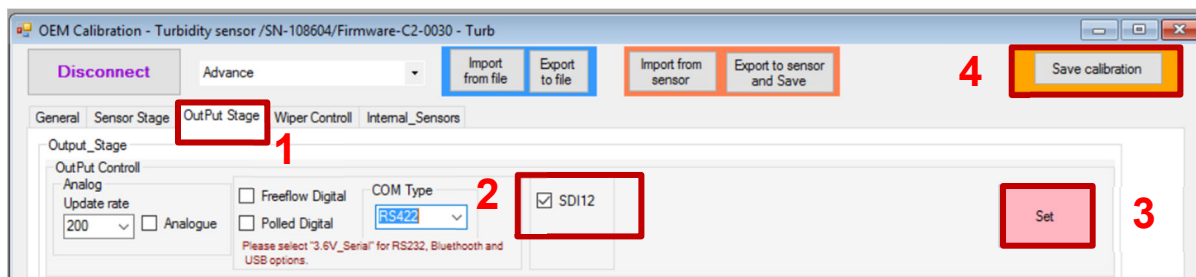 OEM Calibration - Turbidity sensor /SN-108604/Firmware-C2-0030 - Turb
Disconnect
Advance
Import from file
Export to file
Import from sensor
Export to sensor and Save
4
Save calibration
General
Sensor Stage
OutPut Stage
Wiper Controll
Internal_Sensors
1
Output_Stage
OutPut Controll
Analog
Update rate
200
Analogue
Freeflow Digital
Polled Digital
COM Type
RS422
Please select "3.6V_Serial" for RS232, Bluethooth and
USB options.
2
SDI12
Set
3